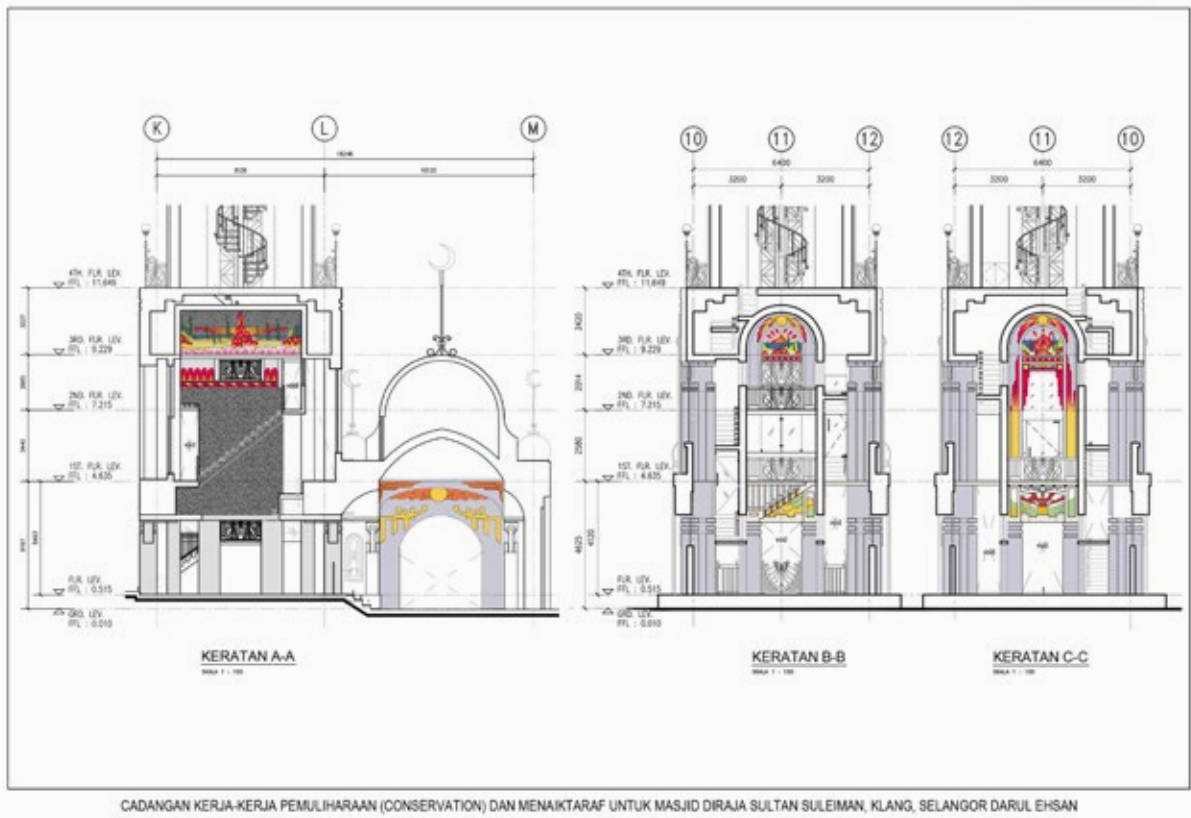 K
L
M
10
11
12
12
11
10
6400
6400
3200
3200
3200
3200
4TH. FLR. LEV.
FFL : 11.649
3RD. FLR. LEV.
FFL : 9.229
2ND. FLR. LEV.
FFL : 7.215
1ST. FLR. LEV.
FFL : 4.635
FLR. LEV.
FFL : 0.515
GRD. LEV.
FFL : 0.010
4TH. FLR. LEV.
FFL : 11.649
3RD. FLR. LEV.
FFL : 9.229
2ND. FLR. LEV.
FFL : 7.215
1ST. FLR. LEV.
FFL : 4.635
FLR. LEV.
FFL : 0.515
GRD. LEV.
FFL : 0.010
2420
2014
2580
4625
4120
KERATAN A-A
KERATAN B-B
KERATAN C-C
CADANGAN KERJA-KERJA PEMULIHARAAN (CONSERVATION) DAN MENAIKTARAF UNTUK MASJID DIRAJA SULTAN SULEIMAN, KLANG, SELANGOR DARUL EHSAN